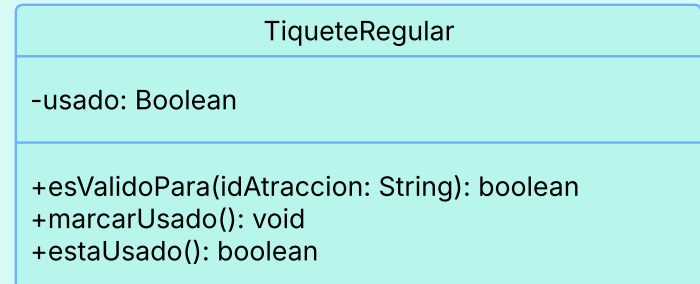 TiqueteRegular
-usado: Boolean
+esValidoPara(idAtraccion: String): boolean
+marcarUsado(): void
+estaUsado(): boolean